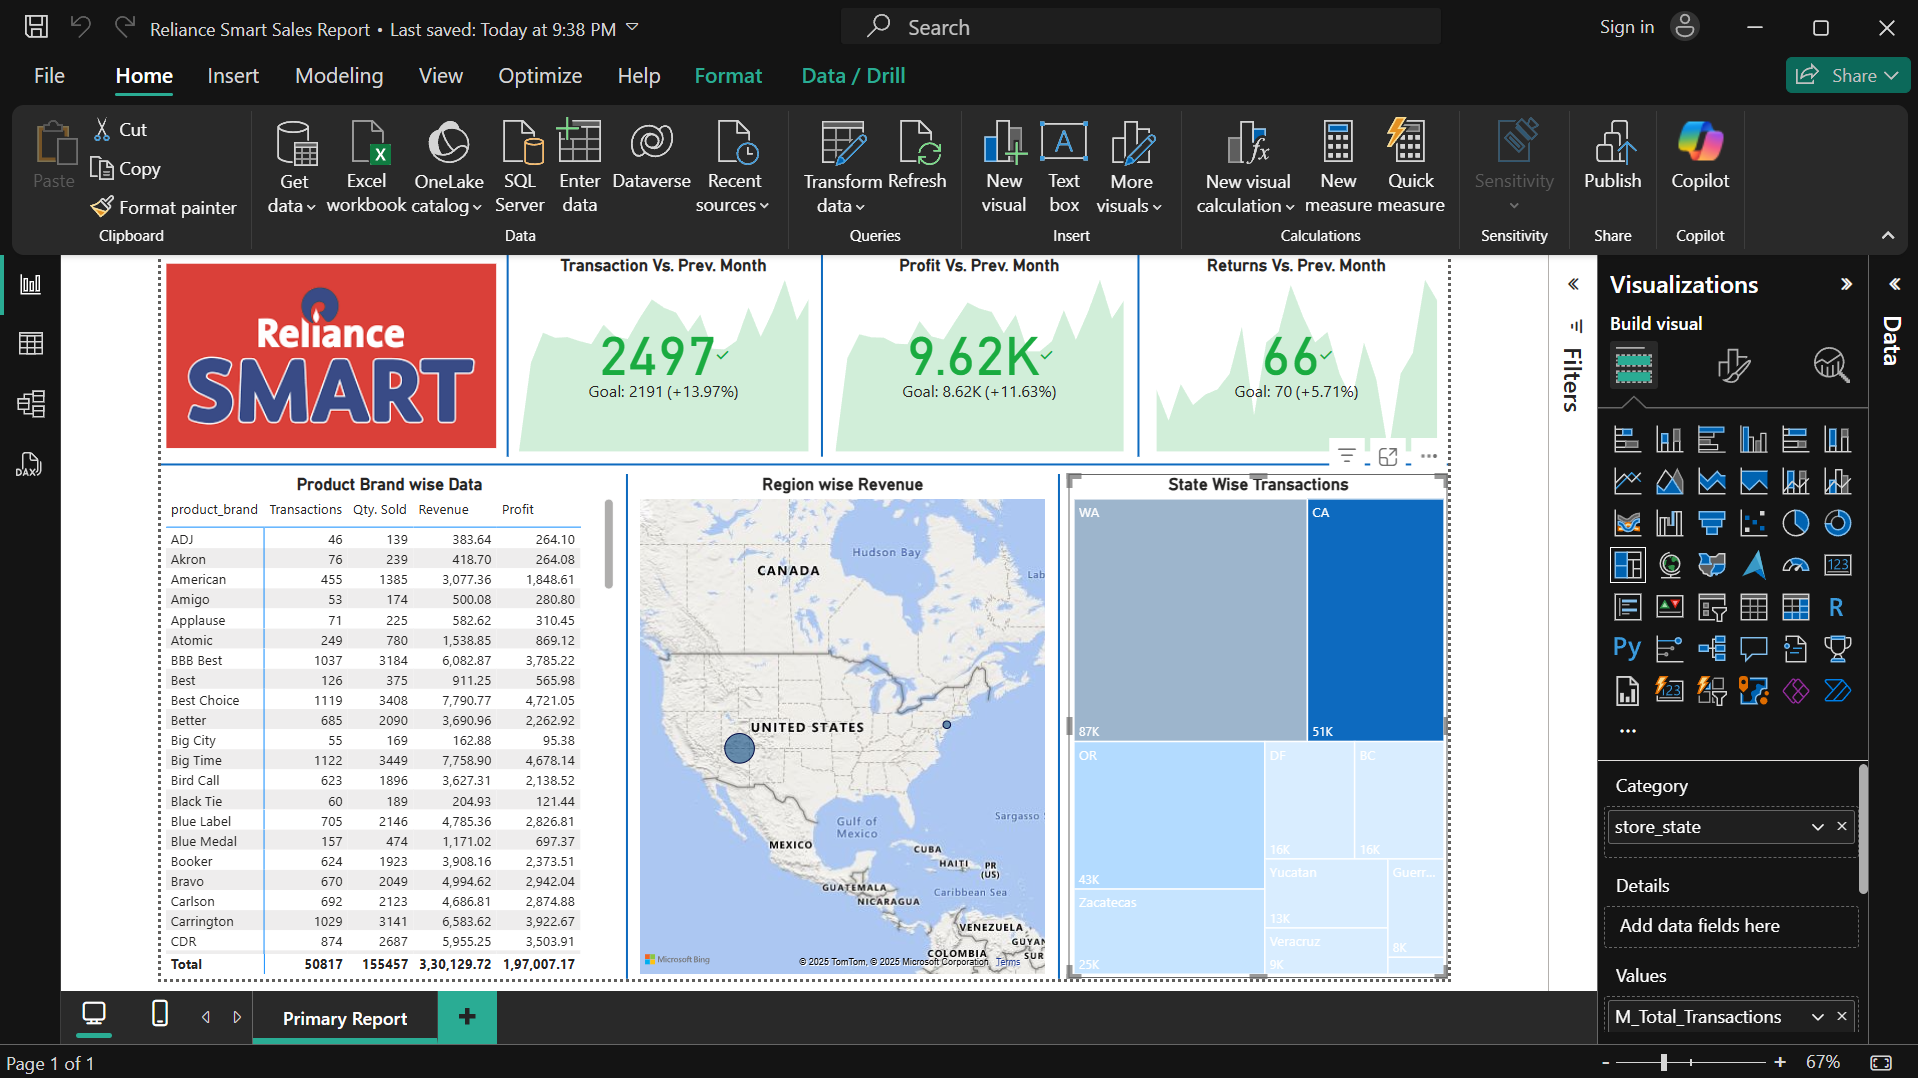 Reliance Smart Sales Report • Last saved: Today at 9:38 PM
Search
Sign in
File Home Insert Modeling View Optimize Help Format Data / Drill
Share
Paste
Cut
Copy
Format painter
Clipboard
Get data
Excel workbook
OneLake catalog
SQL Server
Enter data
Dataverse
Recent sources
Data
Transform data
Refresh
Queries
New visual
Text box
More visuals
Insert
New visual calculation
New measure
Quick measure
Calculations
Sensitivity
Sensitivity
Publish
Share
Copilot
Copilot
DAX
Reliance
SMART
Transaction Vs. Prev. Month
2497
Goal: 2191 (+13.97%)
Profit Vs. Prev. Month
9.62K
Goal: 8.62K (+11.63%)
Returns Vs. Prev. Month
66
Goal: 70 (+5.71%)
Product Brand wise Data
product_brand Transactions Qty. Sold Revenue Profit
ADJ 46 139 383.64 264.10
Akron 76 239 418.70 264.08
American 455 1385 3,077.36 1,848.61
Amigo 53 174 500.08 280.80
Applause 71 225 582.62 310.45
Atomic 249 780 1,538.85 869.12
BBB Best 1037 3184 6,082.87 3,785.22
Best 126 375 911.25 565.98
Best Choice 1119 3408 7,790.77 4,721.05
Better 685 2090 3,690.96 2,262.92
Big City 55 169 162.88 95.38
Big Time 1122 3449 7,758.90 4,678.14
Bird Call 623 1896 3,627.31 2,138.52
Black Tie 60 189 204.93 121.44
Blue Label 705 2146 4,785.36 2,826.81
Blue Medal 157 474 1,171.02 697.37
Booker 624 1923 3,908.16 2,373.51
Bravo 670 2049 4,994.62 2,942.04
Carlson 692 2123 4,686.81 2,874.88
Carrington 1029 3141 6,583.62 3,922.67
CDR 874 2687 5,955.25 3,503.91
Total 50817 155457 3,30,129.72 1,97,007.17
Region wise Revenue
Hudson Bay
CANADA
Lab
UNITED STATES
Sargasso
Gulf of
Mexico
MEXICO
CUBA
HAITI
PR
(US)
GUATEMALA
Caribbean Sea
NICARAGUA
VENEZUELA
GUYAN
COLOMBIA
SUR
Microsoft Bing
© 2025 TomTom, © 2025 Microsoft Corporation Terms
State Wise Transactions
WA
87K
CA
51K
OR
43K
DF
16K
BC
16K
Zacatecas
25K
Yucatan
13K
Guerr...
8K
Veracruz
9K
Filters
Visualizations
Build visual
123
R
Py
123
Category
store_state
Details
Add data fields here
Values
M_Total_Transactions
Data
Primary Report
Page 1 of 1
67%